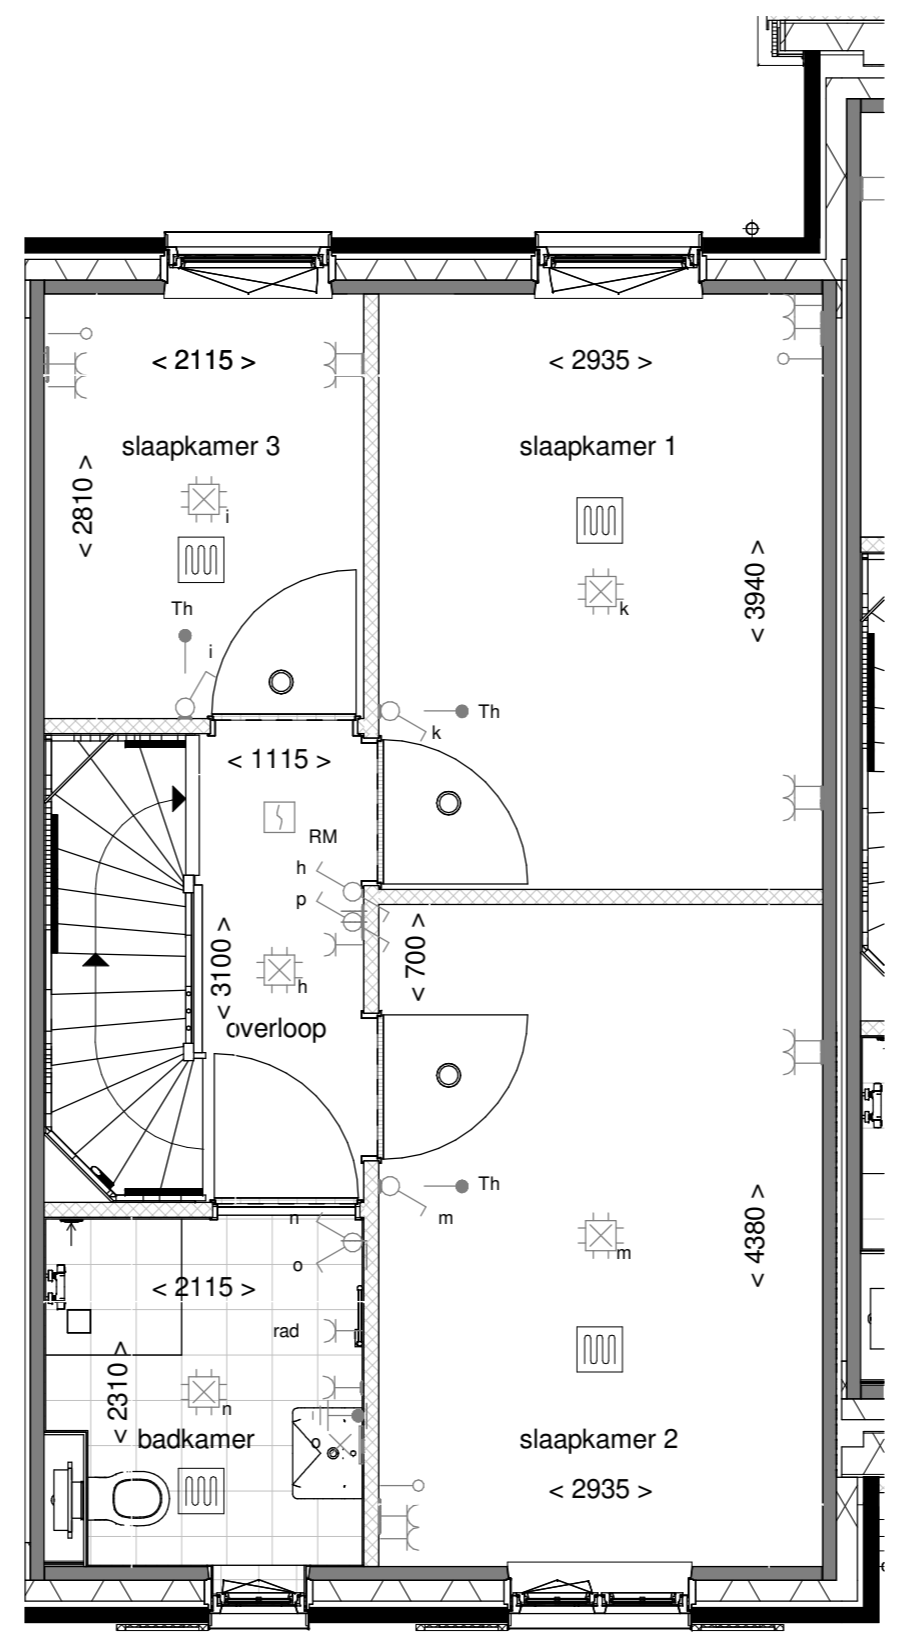 < 2115 >
< 2935 >
slaapkamer 3
slaapkamer 1
< 2810 >
i
k
< 3940 >
Th
i
Th
k
< 1115 >
RM
h
p
< 3100 >
< 700 >
h
overloop
Th
m
n
o
m
< 4380 >
< 2115 >
rad
< 2310 >
n
badkamer
o
slaapkamer 2
< 2935 >